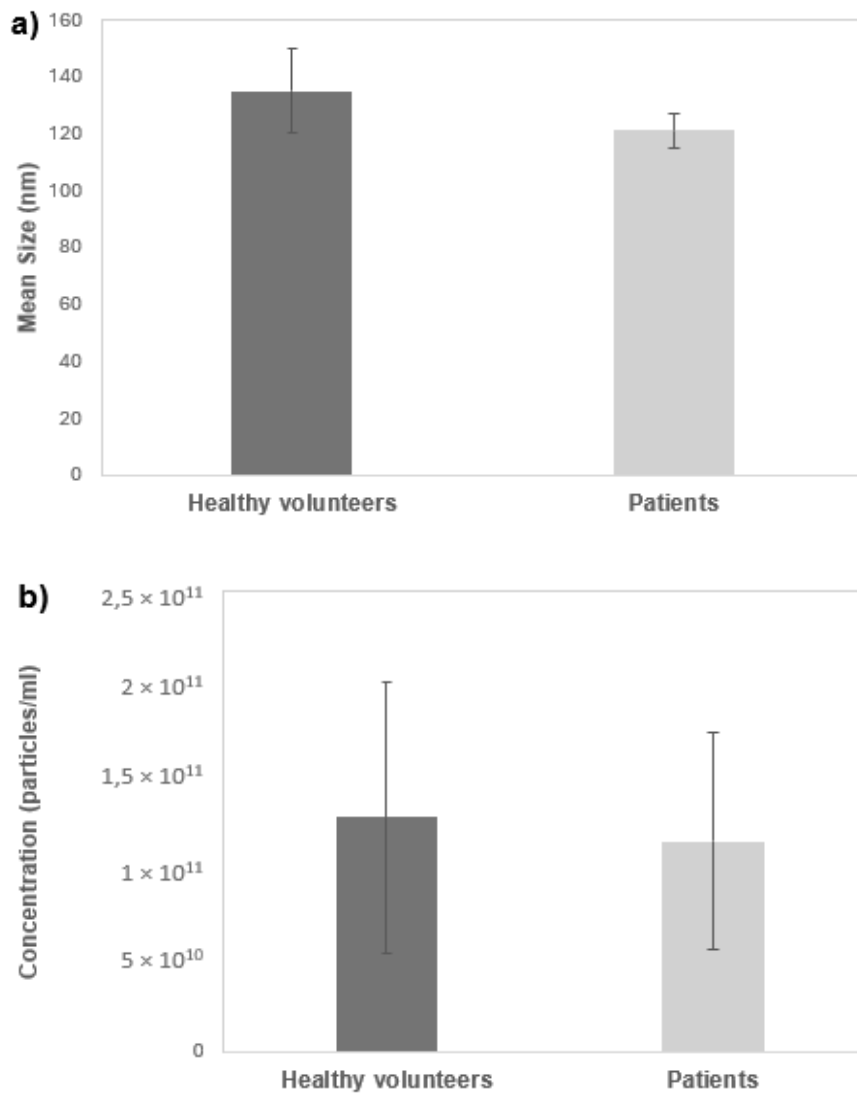 a)
160
140
120
100
80
60
40
20
0
Mean Size (nm)
Healthy volunteers Patients
b)
2,5 × 10¹¹
2 × 10¹¹
1,5 × 10¹¹
1 × 10¹¹
5 × 10¹⁰
0
Concentration (particles/ml)
Healthy volunteers Patients